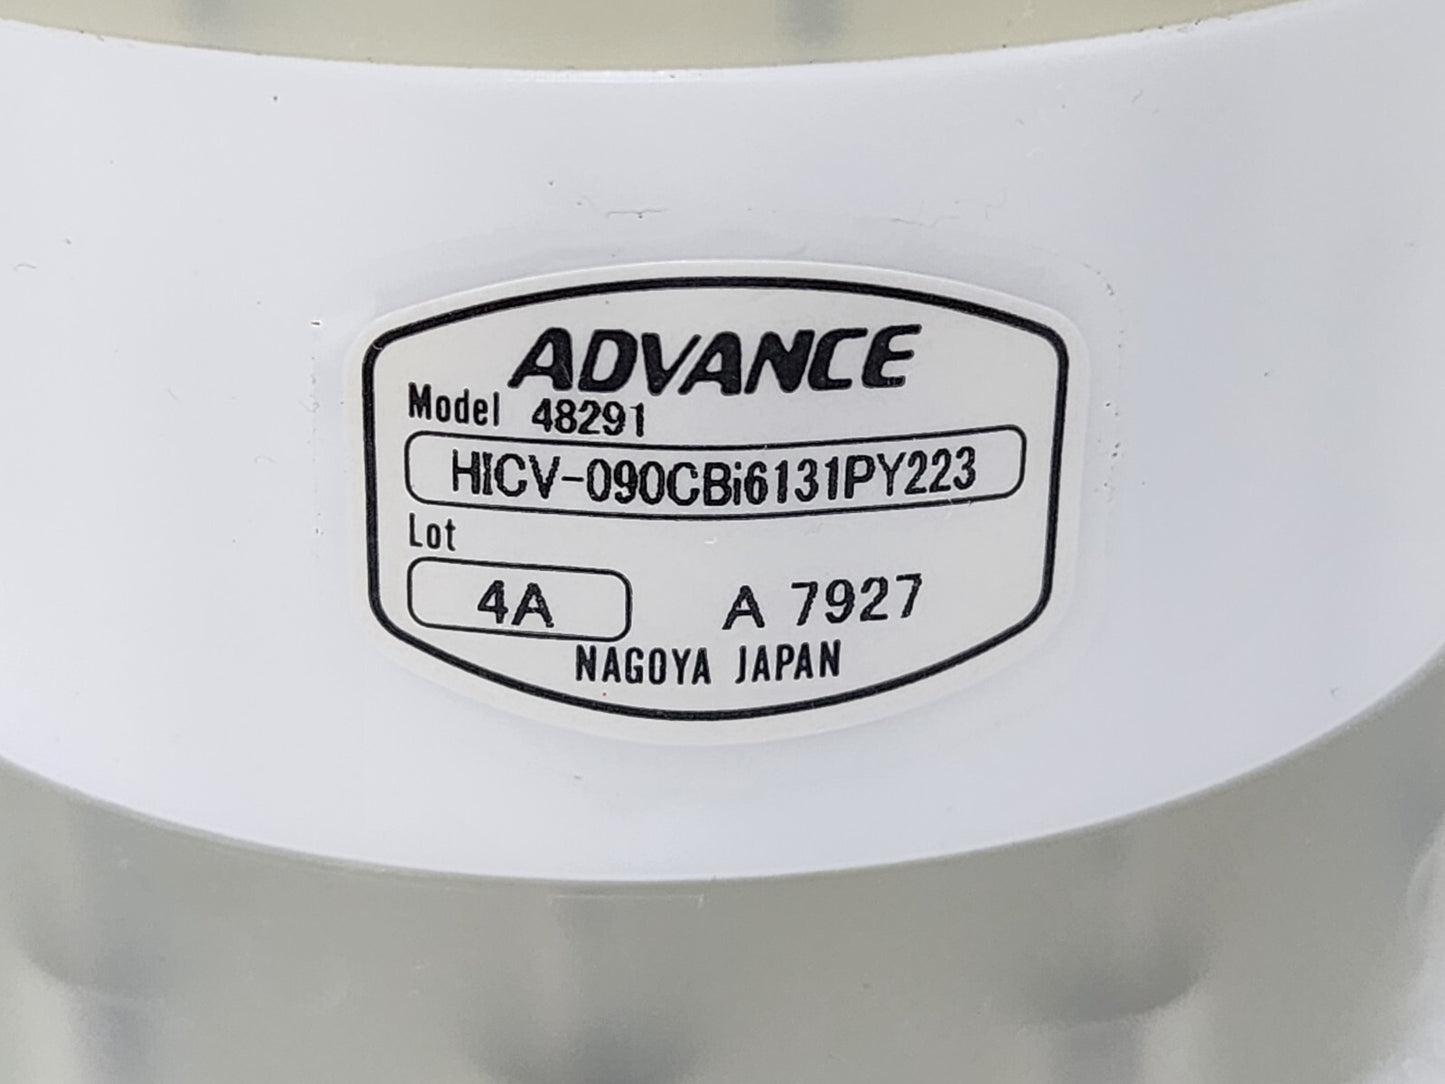 ADVANCE
Model 48291
HICV-090CBi6131PY223
Lot
4A A 7927
NAGOYA JAPAN